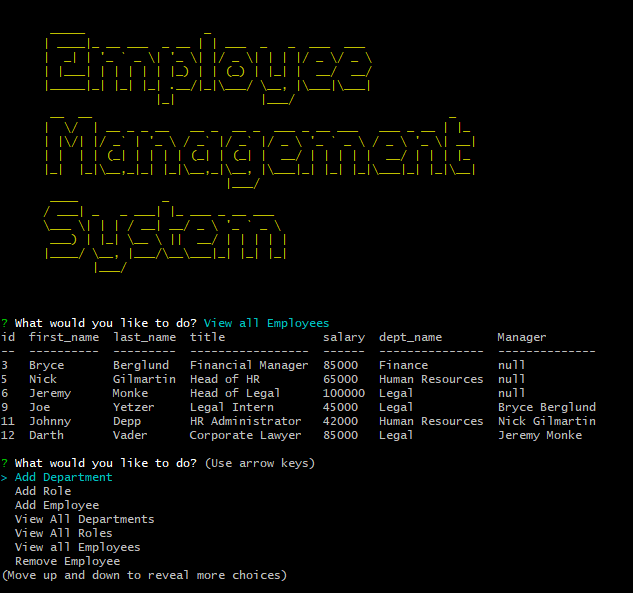 Employee
Management
System
? What would you like to do? View all Employees
id  first_name  last_name  title              salary  dept_name        Manager
--  ----------  ---------  -----------------  ------  ---------------  --------------
3   Bryce       Berglund   Financial Manager  85000   Finance          null
5   Nick        Gilmartin  Head of HR         65000   Human Resources  null
6   Jeremy      Monke      Head of Legal      100000  Legal            null
9   Joe         Yetzer     Legal Intern       45000   Legal            Bryce Berglund
11  Johnny      Depp       HR Administrator   42000   Human Resources  Nick Gilmartin
12  Darth       Vader      Corporate Lawyer   85000   Legal            Jeremy Monke
? What would you like to do? (Use arrow keys)
> Add Department
Add Role
Add Employee
View All Departments
View All Roles
View all Employees
Remove Employee
(Move up and down to reveal more choices)